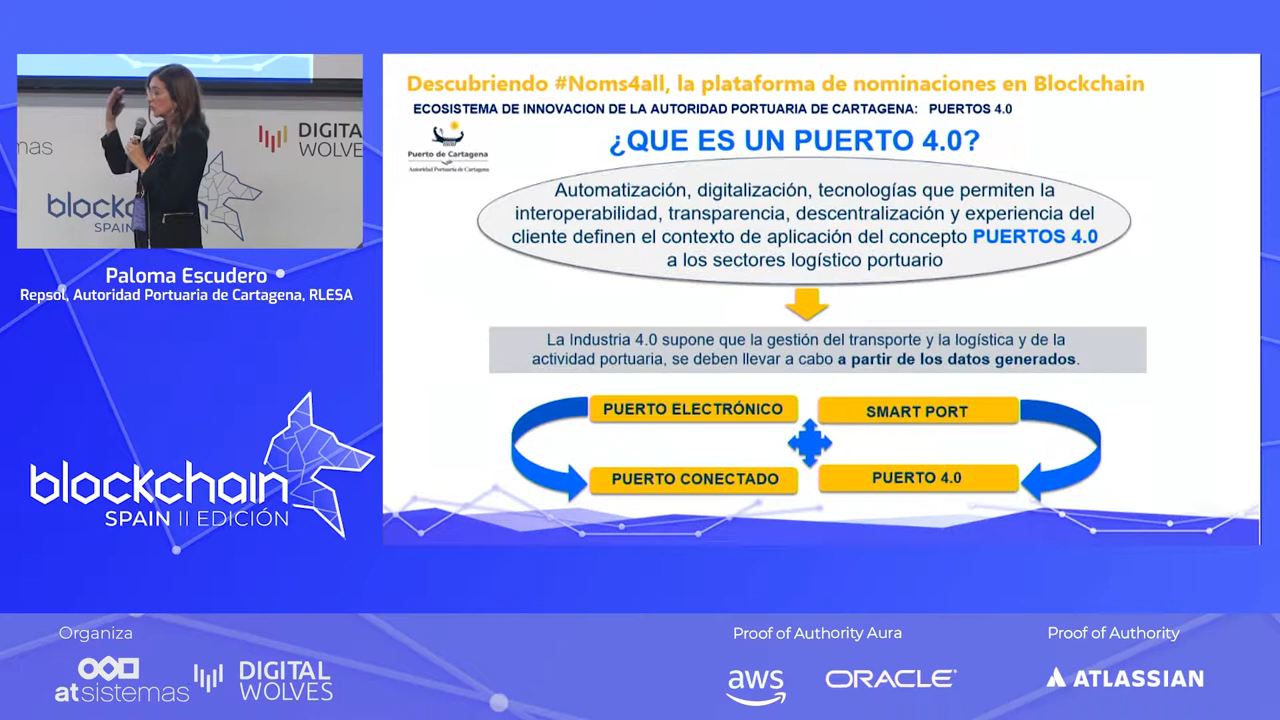 mas
DIGITAL
WOLVE
blockc
SPAIN
Paloma Escudero
Repsol, Autoridad Portuaria de Cartagena, RLESA
blockchain
SPAIN II EDICIÓN
Descubriendo #Noms4all, la plataforma de nominaciones en Blockchain
ECOSISTEMA DE INNOVACION DE LA AUTORIDAD PORTUARIA DE CARTAGENA: PUERTOS 4.0
Puerto de Cartagena
Autoridad Portuaria de Cartagena
¿QUE ES UN PUERTO 4.0?
Automatización, digitalización, tecnologías que permiten la
interoperabilidad, transparencia, descentralización y experiencia del
cliente definen el contexto de aplicación del concepto PUERTOS 4.0
a los sectores logístico portuario
La Industria 4.0 supone que la gestión del transporte y la logística y de la
actividad portuaria, se deben llevar a cabo a partir de los datos generados.
PUERTO ELECTRÓNICO
SMART PORT
PUERTO CONECTADO
PUERTO 4.0
Organiza
atsistemas
DIGITAL
WOLVES
Proof of Authority Aura
aws
ORACLE
Proof of Authority
ATLASSIAN